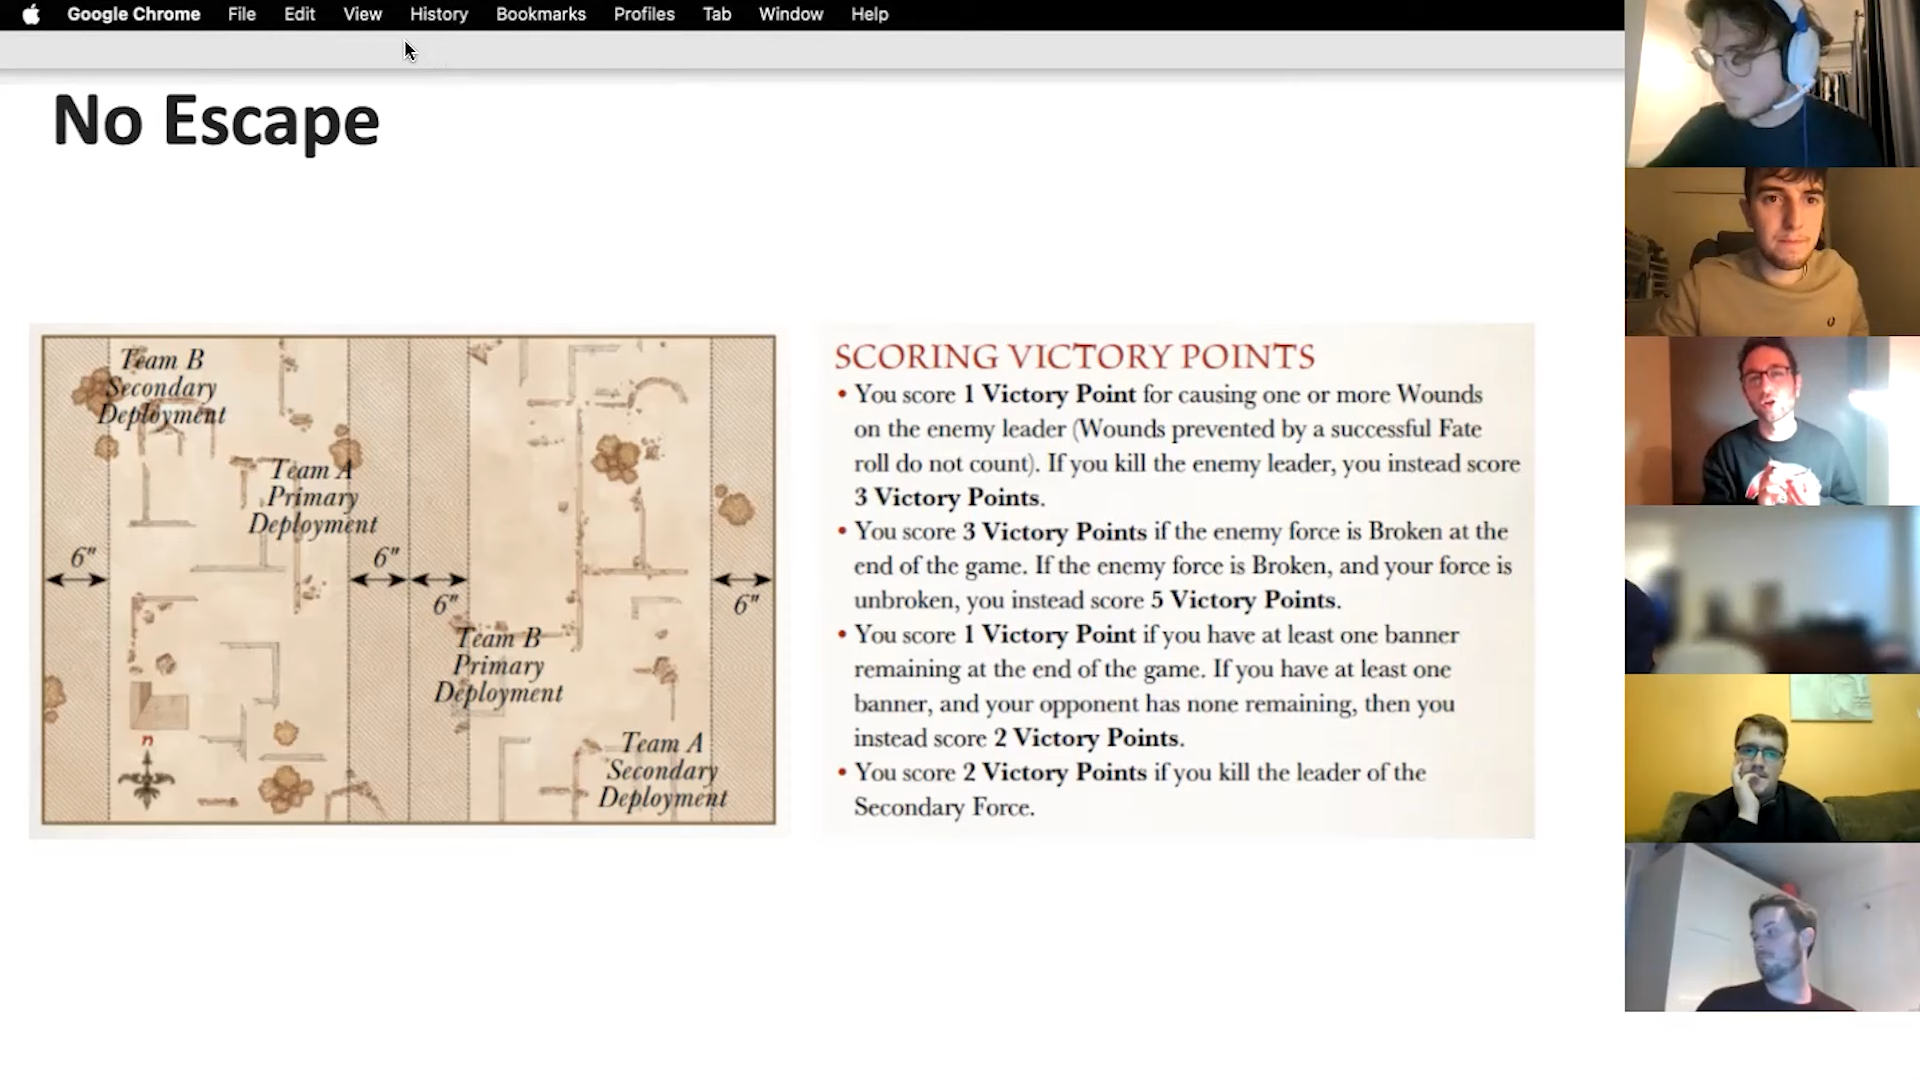 Google Chrome File Edit View History Bookmarks Profiles Tab Window Help
No Escape
Team B
Secondary
Deployment
Team A
Primary
Deployment
6"
6"
6"
6"
Team B
Primary
Deployment
n
Team A
Secondary
Deployment
SCORING VICTORY POINTS
• You score 1 Victory Point for causing one or more Wounds
on the enemy leader (Wounds prevented by a successful Fate
roll do not count). If you kill the enemy leader, you instead score
3 Victory Points.
• You score 3 Victory Points if the enemy force is Broken at the
end of the game. If the enemy force is Broken, and your force is
unbroken, you instead score 5 Victory Points.
• You score 1 Victory Point if you have at least one banner
remaining at the end of the game. If you have at least one
banner, and your opponent has none remaining, then you
instead score 2 Victory Points.
• You score 2 Victory Points if you kill the leader of the
Secondary Force.